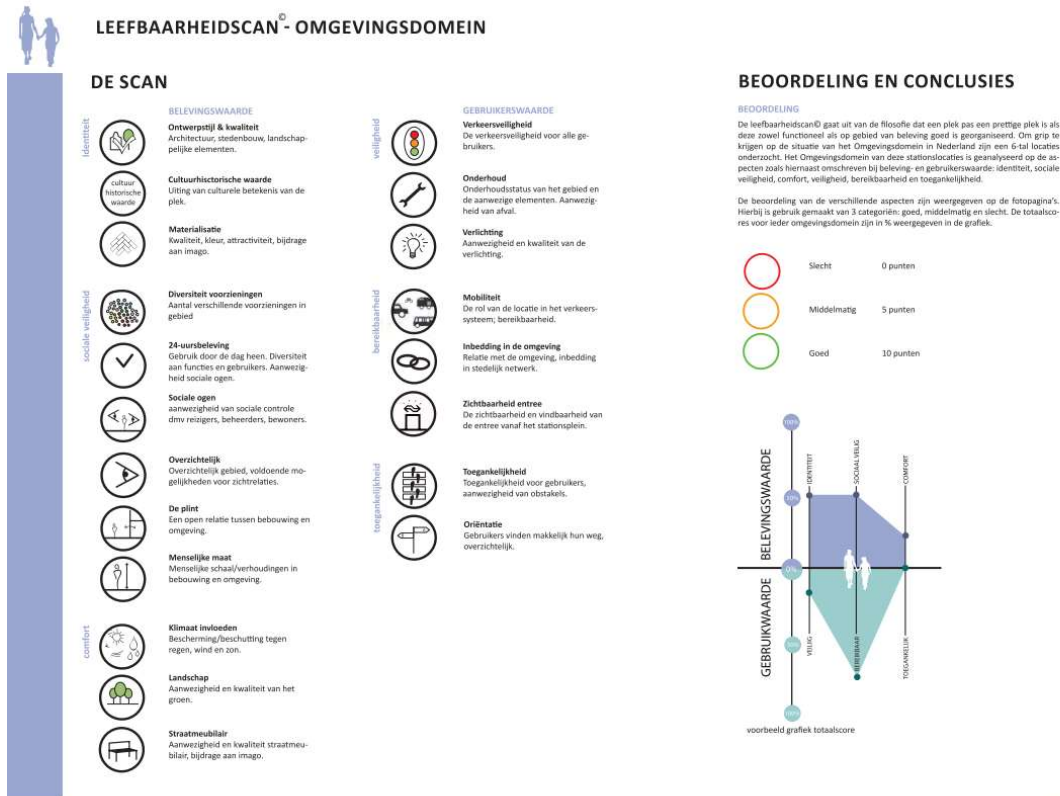 LEEFBAARHEIDSCAN©- OMGEVINGSDOMEIN
DE SCAN
BELEVINGSWAARDE
Identiteit
Ontwerpstijl & kwaliteit
Architectuur, stedenbouw, landschap-
pelijke elementen.
cultuur
historische
waarde
Cultuurhisctorische waarde
Uiting van culturele betekenis van de
plek.
Materialisatie
Kwaliteit, kleur, attractiviteit, bijdrage
aan imago.
sociale veiligheid
Diversiteit voorzieningen
Aantal verschillende voorzieningen in
gebied
24-uursbeleving
Gebruik door de dag heen. Diversiteit
aan functies en gebruikers. Aanwezig-
heid sociale ogen.
Sociale ogen
aanwezigheid van sociale controle
dmv reizigers, beheerders, bewoners.
Overzichtelijk
Overzichtelijk gebied, voldoende mo-
gelijkheden voor zichtrelaties.
De plint
Een open relatie tussen bebouwing en
omgeving.
Menselijke maat
Menselijke schaal/verhoudingen in
bebouwing en omgeving.
comfort
Klimaat invloeden
Bescherming/beschutting tegen
regen, wind en zon.
Landschap
Aanwezigheid en kwaliteit van het
groen.
Straatmeubilair
Aanwezigheid en kwaliteit straatmeu-
bilair, bijdrage aan imago.
GEBRUIKERSWAARDE
veiligheid
Verkeersveiligheid
De verkeersveiligheid voor alle ge-
bruikers.
Onderhoud
Onderhoudsstatus van het gebied en
de aanwezige elementen. Aanwezig-
heid van afval.
Verlichting
Aanwezigheid en kwaliteit van de
verlichting.
bereikbaarheid
Mobiliteit
De rol van de locatie in het verkeers-
systeem; bereikbaarheid.
Inbedding in de omgeving
Relatie met de omgeving, inbedding
in stedelijk netwerk.
Zichtbaarheid entree
De zichtbaarheid en vindbaarheid van
de entree vanaf het stationsplein.
toegankelijkheid
Toegankelijkheid
Toegankelijkheid voor gebruikers,
aanwezigheid van obstakels.
Oriëntatie
Gebruikers vinden makkelijk hun weg,
overzichtelijk.
BEOORDELING EN CONCLUSIES
BEOORDELING
De leefbaarheidscan© gaat uit van de filosofie dat een plek pas een prettige plek is als
deze zowel functioneel als op gebied van beleving goed is georganiseerd. Om grip te
krijgen op de situatie van het Omgevingsdomein in Nederland zijn een 6-tal locaties
onderzocht. Het Omgevingsdomein van deze stationslocaties is geanalyseerd op de as-
pecten zoals hiernaast omschreven bij beleving- en gebruikerswaarde: identiteit, sociale
veiligheid, comfort, veiligheid, bereikbaarheid en toegankelijkheid.
De beoordeling van de verschillende aspecten zijn weergegeven op de fotopagina's.
Hierbij is gebruik gemaakt van 3 categoriën: goed, middelmatig en slecht. De totaalsco-
res voor ieder omgevingsdomein zijn in % weergegeven in de grafiek.
Slecht 0 punten
Middelmatig 5 punten
Goed 10 punten
100%
BELEVINGSWAARDE
IDENTITEIT
SOCIAAL VEILIG
COMFORT
0%
GEBRUIKWAARDE
VEILIG
BEREIKBAAR
TOEGANKELIJK
100%
voorbeeld grafiek totaalscore